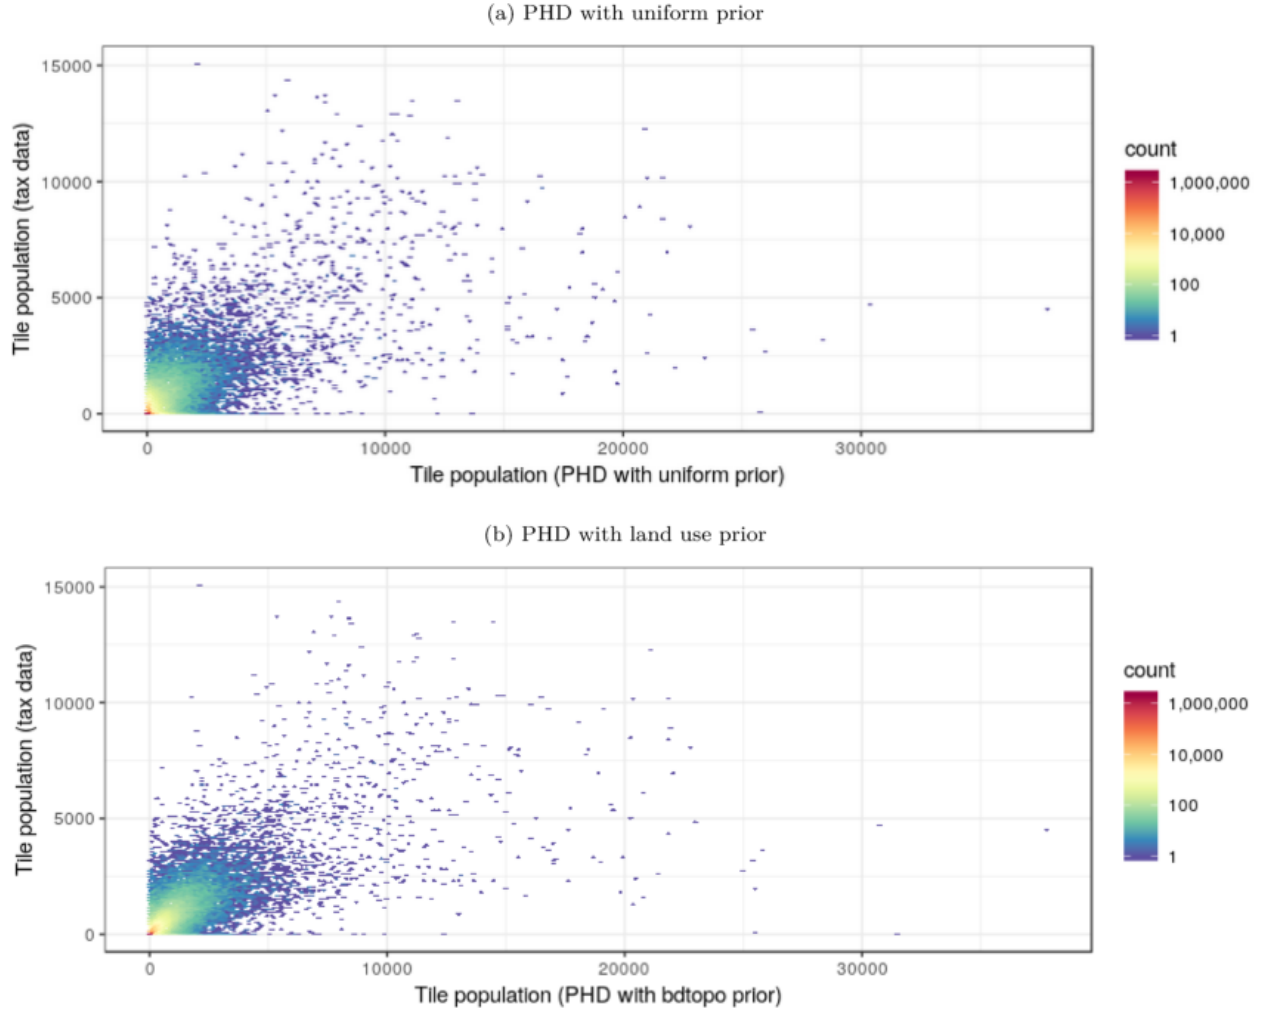 (a) PHD with uniform prior
15000
10000
5000
0
Tile population (tax data)
0 10000 20000 30000
Tile population (PHD with uniform prior)
count
1,000,000
10,000
100
1
(b) PHD with land use prior
15000
10000
5000
0
Tile population (tax data)
0 10000 20000 30000
Tile population (PHD with bdtopo prior)
count
1,000,000
10,000
100
1